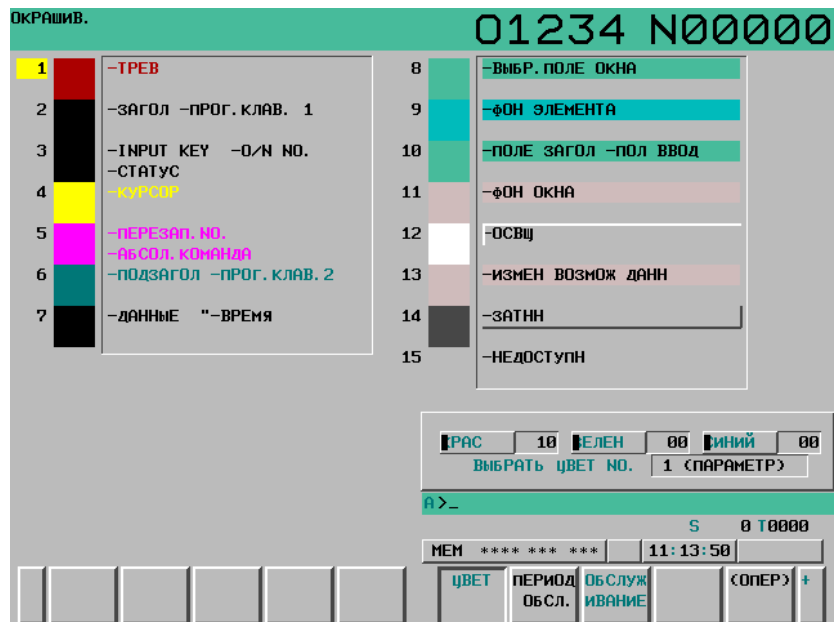 ОКРАШИВ.
O1234 N00000
1 -ТРЕВ
2 -ЗАГОЛ -ПРОГ.КЛАВ. 1
3 -INPUT KEY -O/N NO.
-СТАТУС
4 -КУРСОР
5 -ПЕРЕЗАП.NO.
-АБСОЛ.КОМАНДА
6 -ПОДЗАГОЛ -ПРОГ.КЛАВ.2
7 -ДАННЫЕ "-ВРЕМЯ
8 -ВЫБР.ПОЛЕ ОКНА
9 -ФОН ЭЛЕМЕНТА
10 -ПОЛЕ ЗАГОЛ -ПОЛ ВВОД
11 -ФОН ОКНА
12 -ОСВЩ
13 -ИЗМЕН ВОЗМОЖ ДАНН
14 -ЗАТНН
15 -НЕДОСТУПН
КРАС 10 ЗЕЛЕН 00 СИНИЙ 00
ВЫБРАТЬ ЦВЕТ NO. 1 (ПАРАМЕТР)
A>_
S 0 T0000
MEM **** *** *** 11:13:50
ЦВЕТ ПЕРИОД ОБСЛУЖ (ОПЕР) +
ОБСЛ. ИВАНИЕ